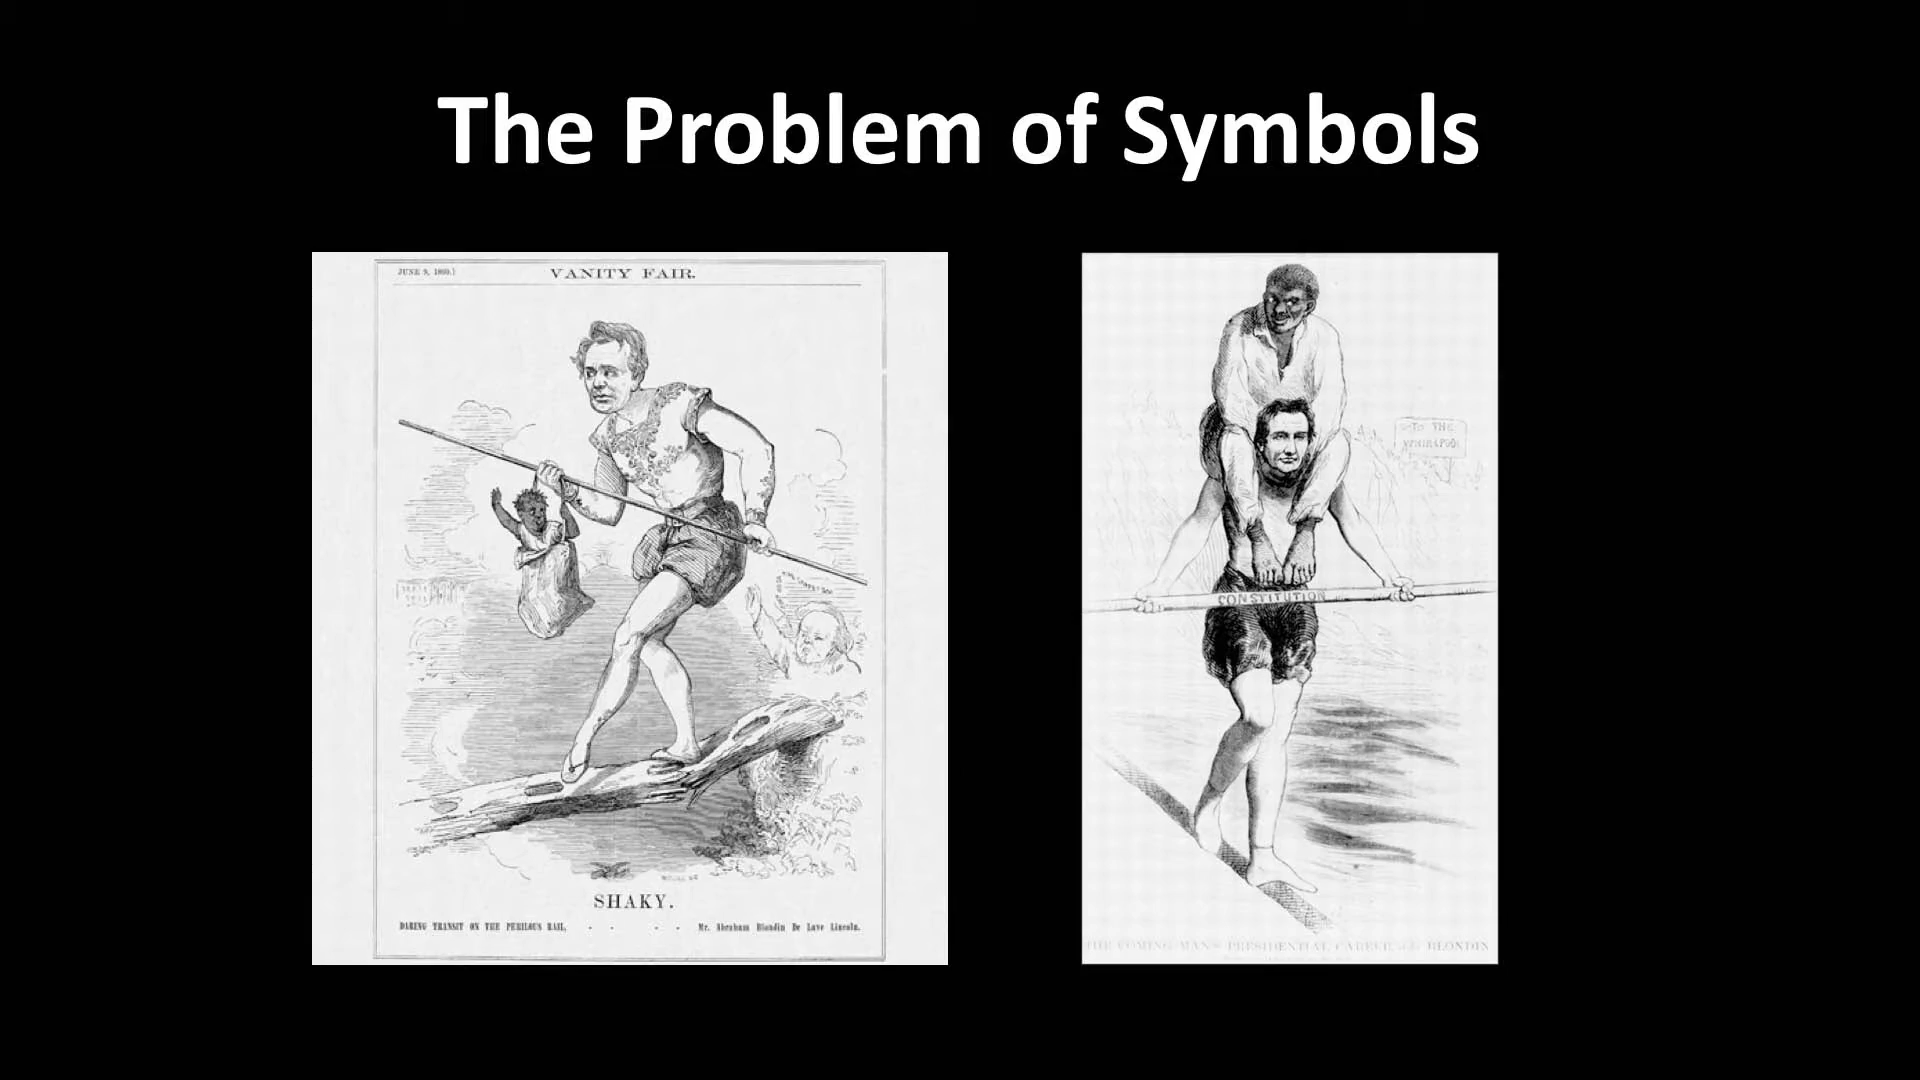 The Problem of Symbols
JUNE 9, 1860.]
VANITY FAIR.
SHAKY.
DARING TRANSIT ON THE PERILOUS RAIL, . . . . Mr. Abraham Blondin De Lave Lincoln.
TO THE
WHIRLPOOL
CONSTITUTION
THE COMING MAN'S PRESIDENTIAL CAREER, à la BLONDIN